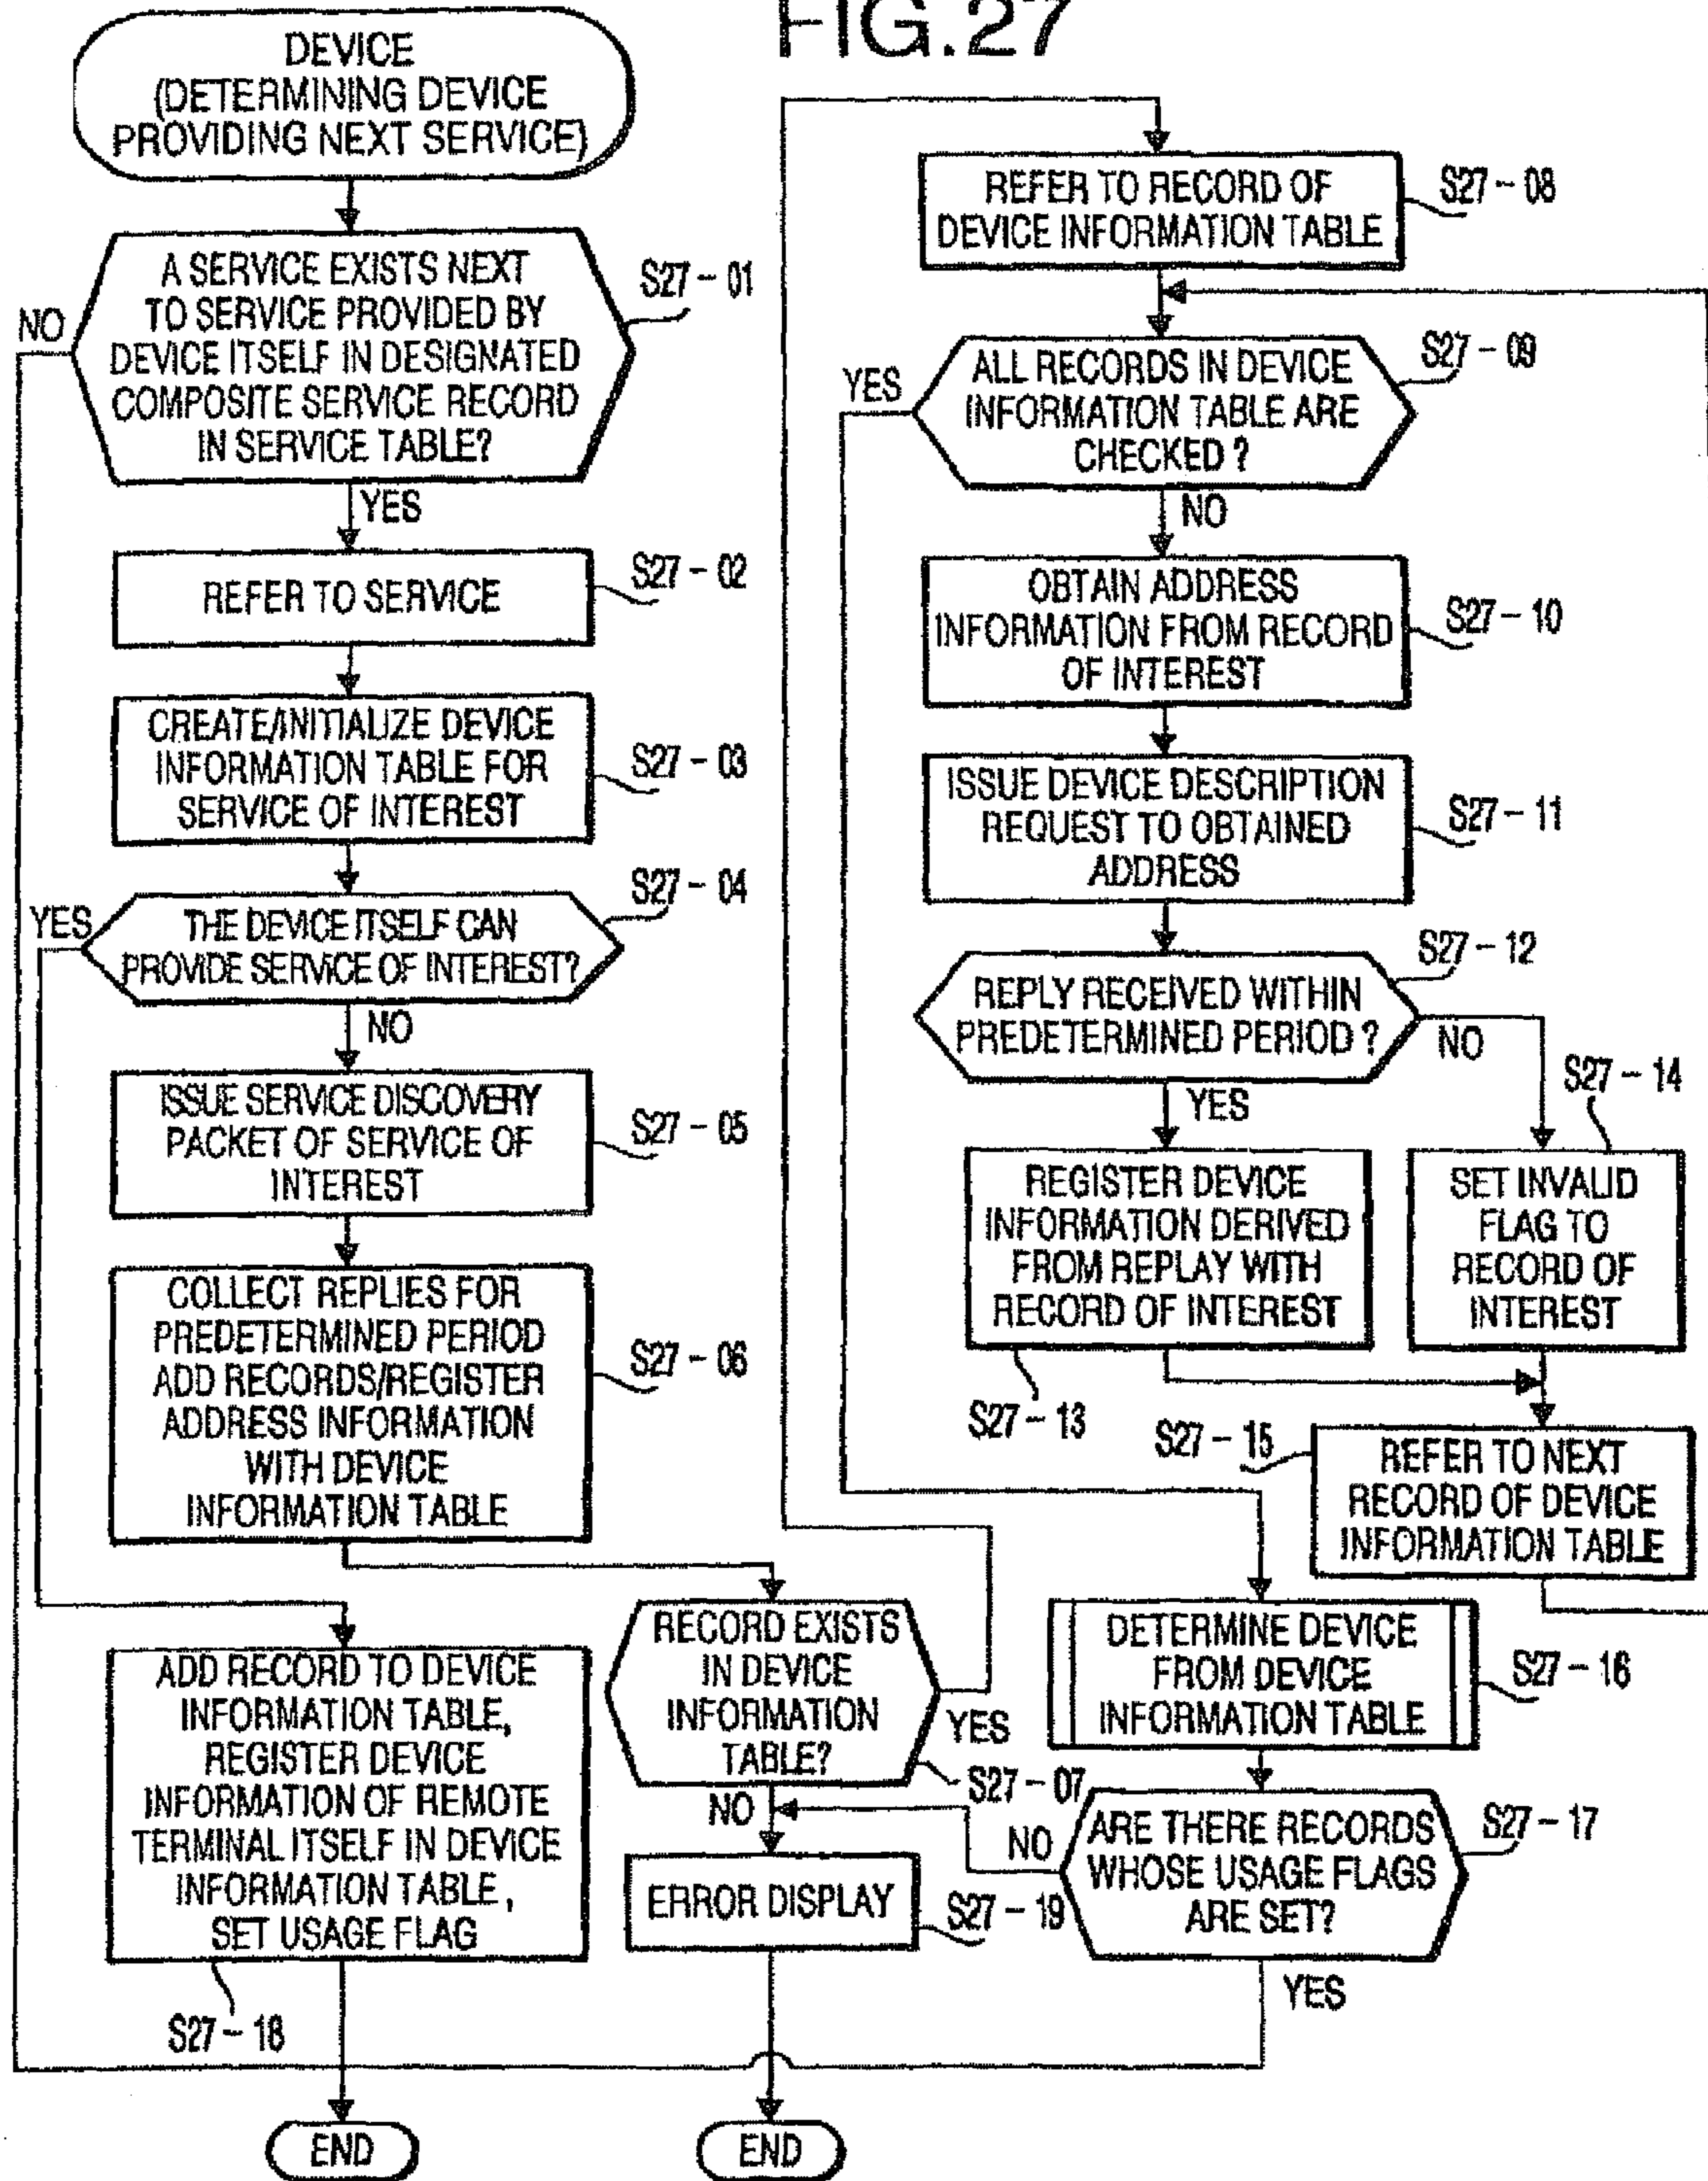 FIG.27
DEVICE
(DETERMINING DEVICE
PROVIDING NEXT SERVICE)
A SERVICE EXISTS NEXT
TO SERVICE PROVIDED BY
DEVICE ITSELF IN DESIGNATED
COMPOSITE SERVICE RECORD
IN SERVICE TABLE?
S27-01
NO
YES
REFER TO SERVICE
S27-02
CREATE/INITIALIZE DEVICE
INFORMATION TABLE FOR
SERVICE OF INTEREST
S27-03
THE DEVICE ITSELF CAN
PROVIDE SERVICE OF INTEREST?
S27-04
YES
NO
ISSUE SERVICE DISCOVERY
PACKET OF SERVICE OF
INTEREST
S27-05
COLLECT REPLIES FOR
PREDETERMINED PERIOD
ADD RECORDS/REGISTER
ADDRESS INFORMATION
WITH DEVICE
INFORMATION TABLE
S27-06
RECORD EXISTS
IN DEVICE
INFORMATION
TABLE?
YES
S27-07
NO
REFER TO RECORD OF
DEVICE INFORMATION TABLE
S27-08
ALL RECORDS IN DEVICE
INFORMATION TABLE ARE
CHECKED?
S27-09
YES
NO
OBTAIN ADDRESS
INFORMATION FROM RECORD
OF INTEREST
S27-10
ISSUE DEVICE DESCRIPTION
REQUEST TO OBTAINED
ADDRESS
S27-11
REPLY RECEIVED WITHIN
PREDETERMINED PERIOD?
S27-12
NO
YES
REGISTER DEVICE
INFORMATION DERIVED
FROM REPLAY WITH
RECORD OF INTEREST
S27-13
SET INVALID
FLAG TO
RECORD OF
INTEREST
S27-14
REFER TO NEXT
RECORD OF DEVICE
INFORMATION TABLE
S27-15
DETERMINE DEVICE
FROM DEVICE
INFORMATION TABLE
S27-16
ARE THERE RECORDS
WHOSE USAGE FLAGS
ARE SET?
S27-17
NO
YES
ADD RECORD TO DEVICE
INFORMATION TABLE,
REGISTER DEVICE
INFORMATION OF REMOTE
TERMINAL ITSELF IN DEVICE
INFORMATION TABLE,
SET USAGE FLAG
S27-18
ERROR DISPLAY
S27-19
END
END